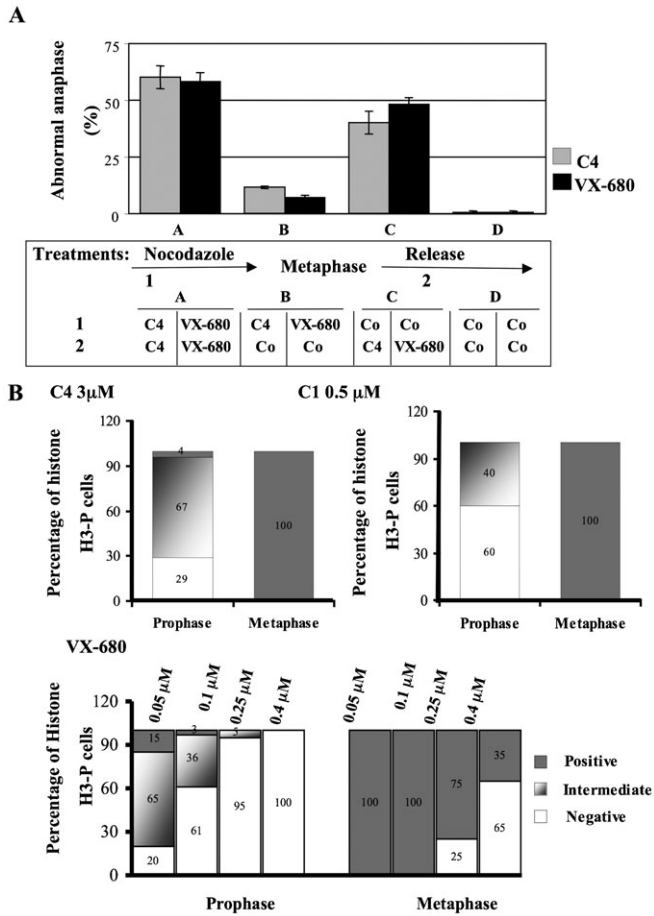 A
Abnormal anaphase
(%)
75
50
25
0
A B C D
C4
VX-680
Treatments: Nocodazole Metaphase Release
1 2
A B C D
1 C4 VX-680 C4 VX-680 Co Co Co Co
2 C4 VX-680 Co Co C4 VX-680 Co Co
B C4 3µM C1 0.5 µM
Percentage of histone
H3-P cells
120
90
60
30
0
4
67
29
100
Prophase Metaphase
Percentage of histone
H3-P cells
120
90
60
30
0
40
60
100
Prophase Metaphase
VX-680
0.05 µM 0.1 µM 0.25 µM 0.4 µM
0.05 µM 0.1 µM 0.25 µM 0.4 µM
Percentage of Histone
H3-P cells
120
90
60
30
0
15 3 5
65 36
20 61 95 100
100 100 75 35
25 65
Prophase Metaphase
Positive
Intermediate
Negative